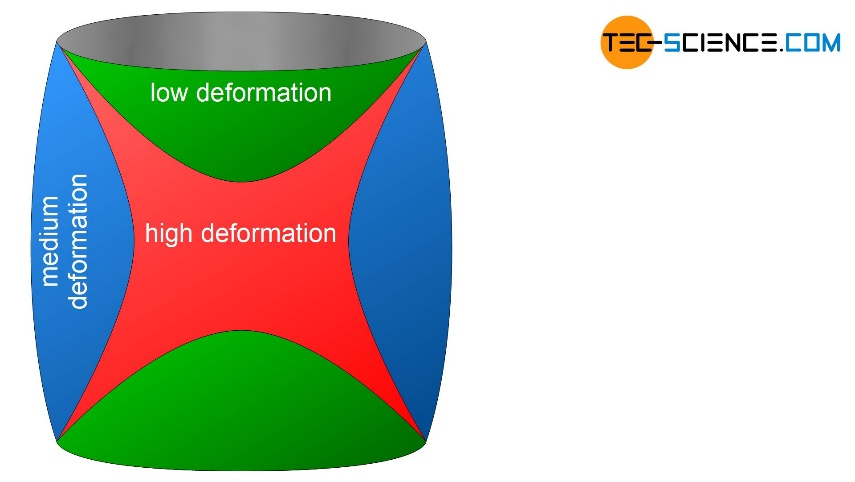 TEC-SCIENCE.COM
low deformation
medium
deformation
high deformation